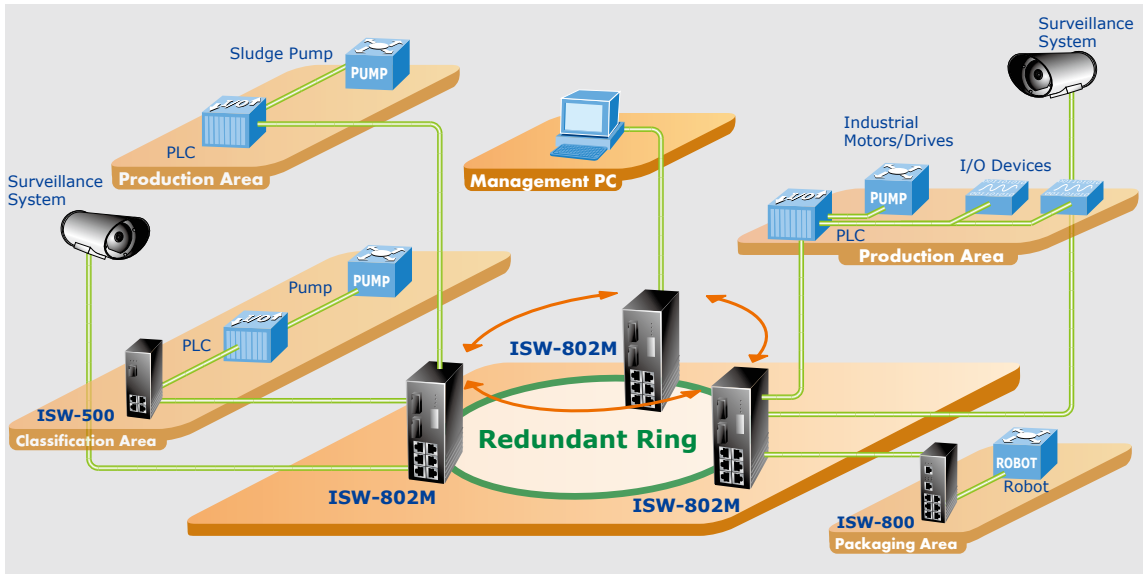 Surveillance
System
Sludge Pump
PUMP
PLC
Production Area
Management PC
Industrial
Motors/Drives
I/O Devices
PUMP
PLC
Production Area
Surveillance
System
Pump
PUMP
PLC
ISW-500
Classification Area
ISW-802M
Redundant Ring
ISW-802M
ISW-802M
ROBOT
Robot
ISW-800
Packaging Area